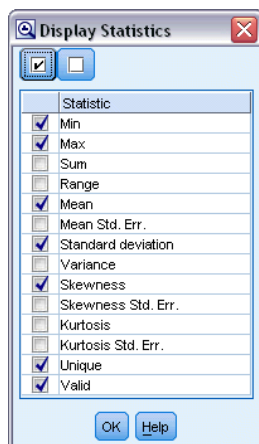 Display Statistics
Statistic
Min
Max
Sum
Range
Mean
Mean Std. Err.
Standard deviation
Variance
Skewness
Skewness Std. Err.
Kurtosis
Kurtosis Std. Err.
Unique
Valid
OK Help